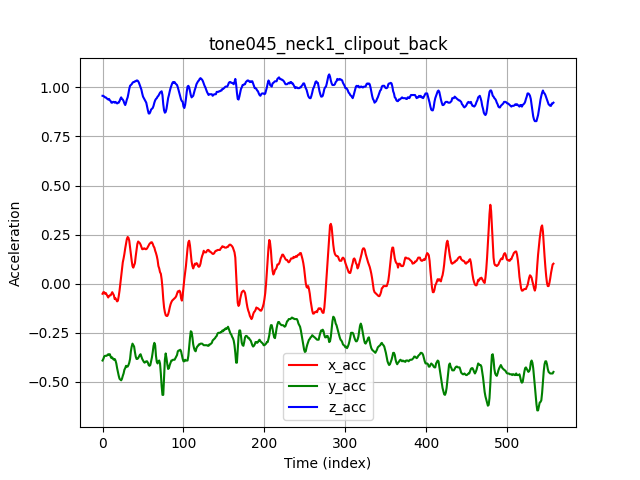 tone045_neck1_clipout_back
1.00
0.75
0.50
0.25
0.00
−0.25
−0.50
Acceleration
x_acc
y_acc
z_acc
0 100 200 300 400 500
Time (index)